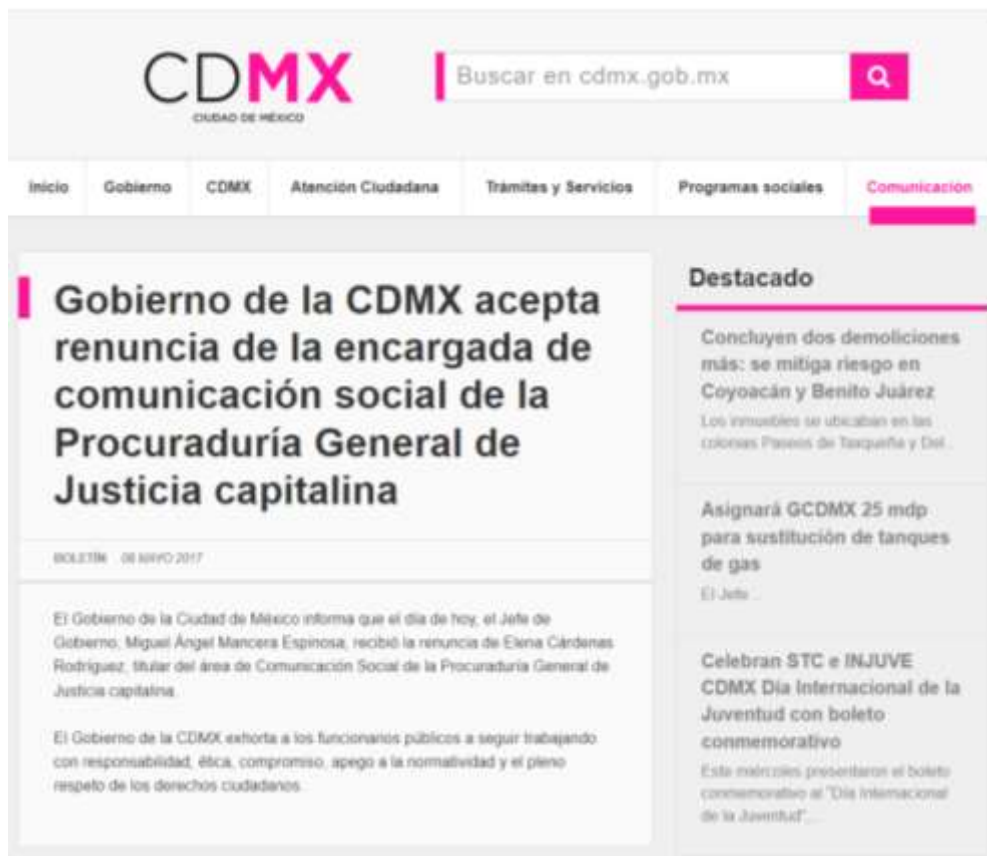 CDMX
CIUDAD DE MÉXICO
Buscar en cdmx.gob.mx
Inicio
Gobierno
CDMX
Atención Ciudadana
Trámites y Servicios
Programas sociales
Comunicación
Gobierno de la CDMX acepta
renuncia de la encargada de
comunicación social de la
Procuraduría General de
Justicia capitalina
BOLETÍN 08 MAYO 2017
El Gobierno de la Ciudad de México informa que el día de hoy, el Jefe de
Gobierno, Miguel Ángel Mancera Espinosa, recibió la renuncia de Elena Cárdenas
Rodríguez, titular del área de Comunicación Social de la Procuraduría General de
Justicia capitalina.
El Gobierno de la CDMX exhorta a los funcionarios públicos a seguir trabajando
con responsabilidad, ética, compromiso, apego a la normatividad y el pleno
respeto de los derechos ciudadanos.
Destacado
Concluyen dos demoliciones
más: se mitiga riesgo en
Coyoacán y Benito Juárez
Los inmuebles se ubicaban en las
colonias Paseos de Taxqueña y Del...
Asignará GCDMX 25 mdp
para sustitución de tanques
de gas
El Jefe...
Celebran STC e INJUVE
CDMX Día Internacional de la
Juventud con boleto
conmemorativo
Este miércoles presentaron el boleto
conmemorativo al "Día Internacional
de la Juventud",...